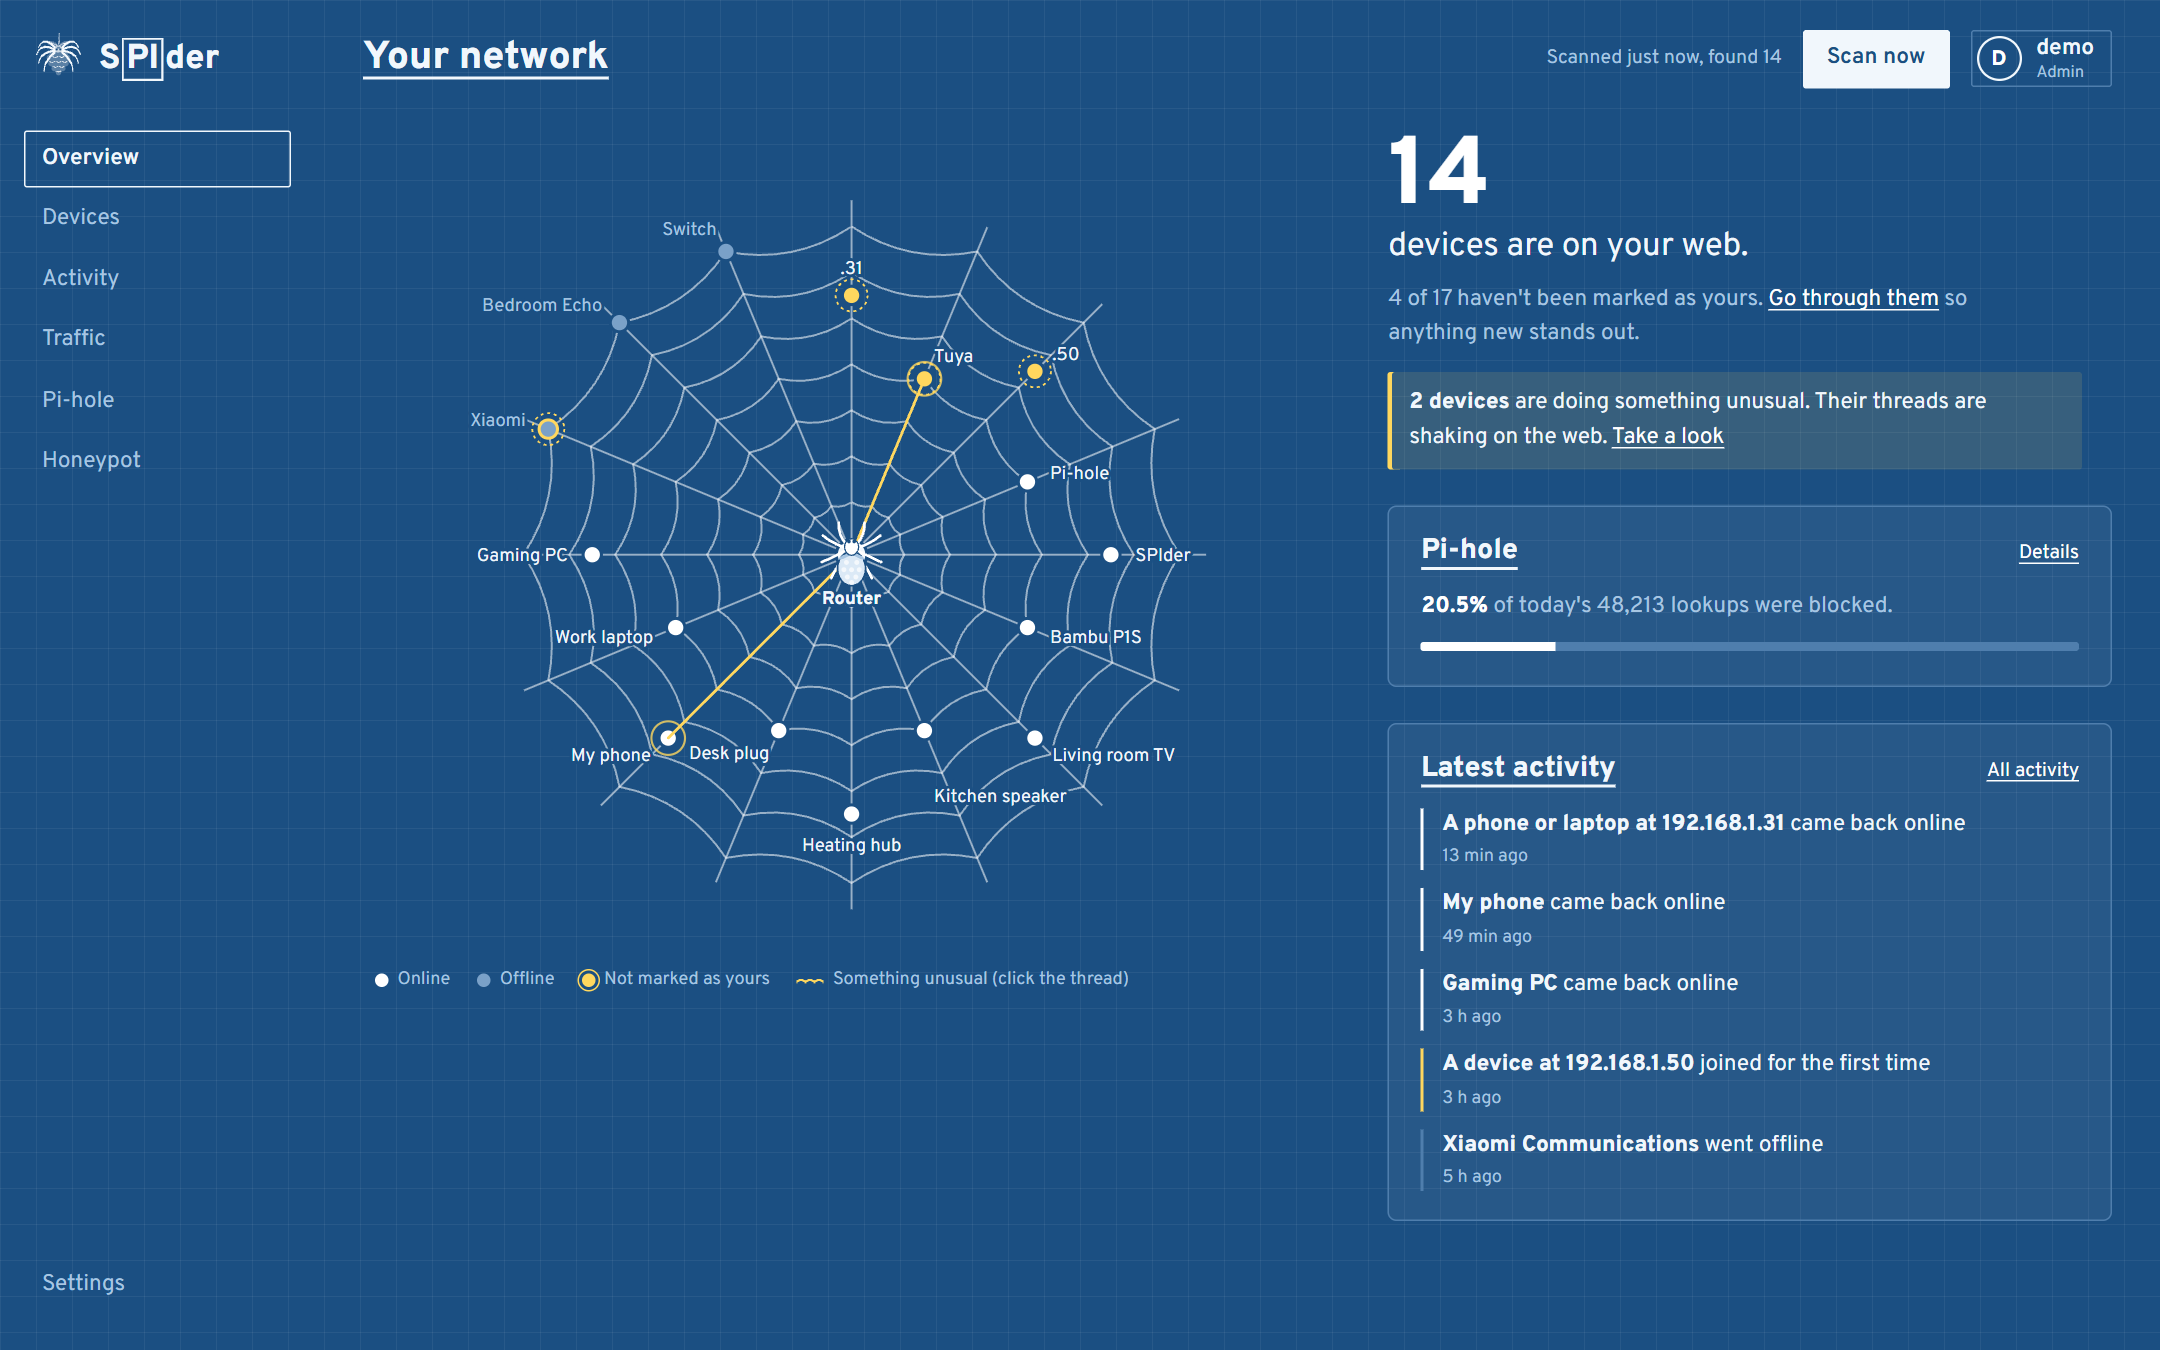 SPIder
Your network
Scanned just now, found 14
Scan now
D
demo
Admin
Overview
Devices
Activity
Traffic
Pi-hole
Honeypot
Settings
Switch
.31
Bedroom Echo
Tuya
.50
Xiaomi
Pi-hole
Gaming PC
SPIder
Router
Work laptop
Bambu P1S
My phone
Desk plug
Living room TV
Kitchen speaker
Heating hub
Online
Offline
Not marked as yours
Something unusual (click the thread)
14
devices are on your web.
4 of 17 haven't been marked as yours. Go through them so
anything new stands out.
2 devices are doing something unusual. Their threads are
shaking on the web. Take a look
Pi-hole
Details
20.5% of today's 48,213 lookups were blocked.
Latest activity
All activity
A phone or laptop at 192.168.1.31 came back online
13 min ago
My phone came back online
49 min ago
Gaming PC came back online
3 h ago
A device at 192.168.1.50 joined for the first time
3 h ago
Xiaomi Communications went offline
5 h ago